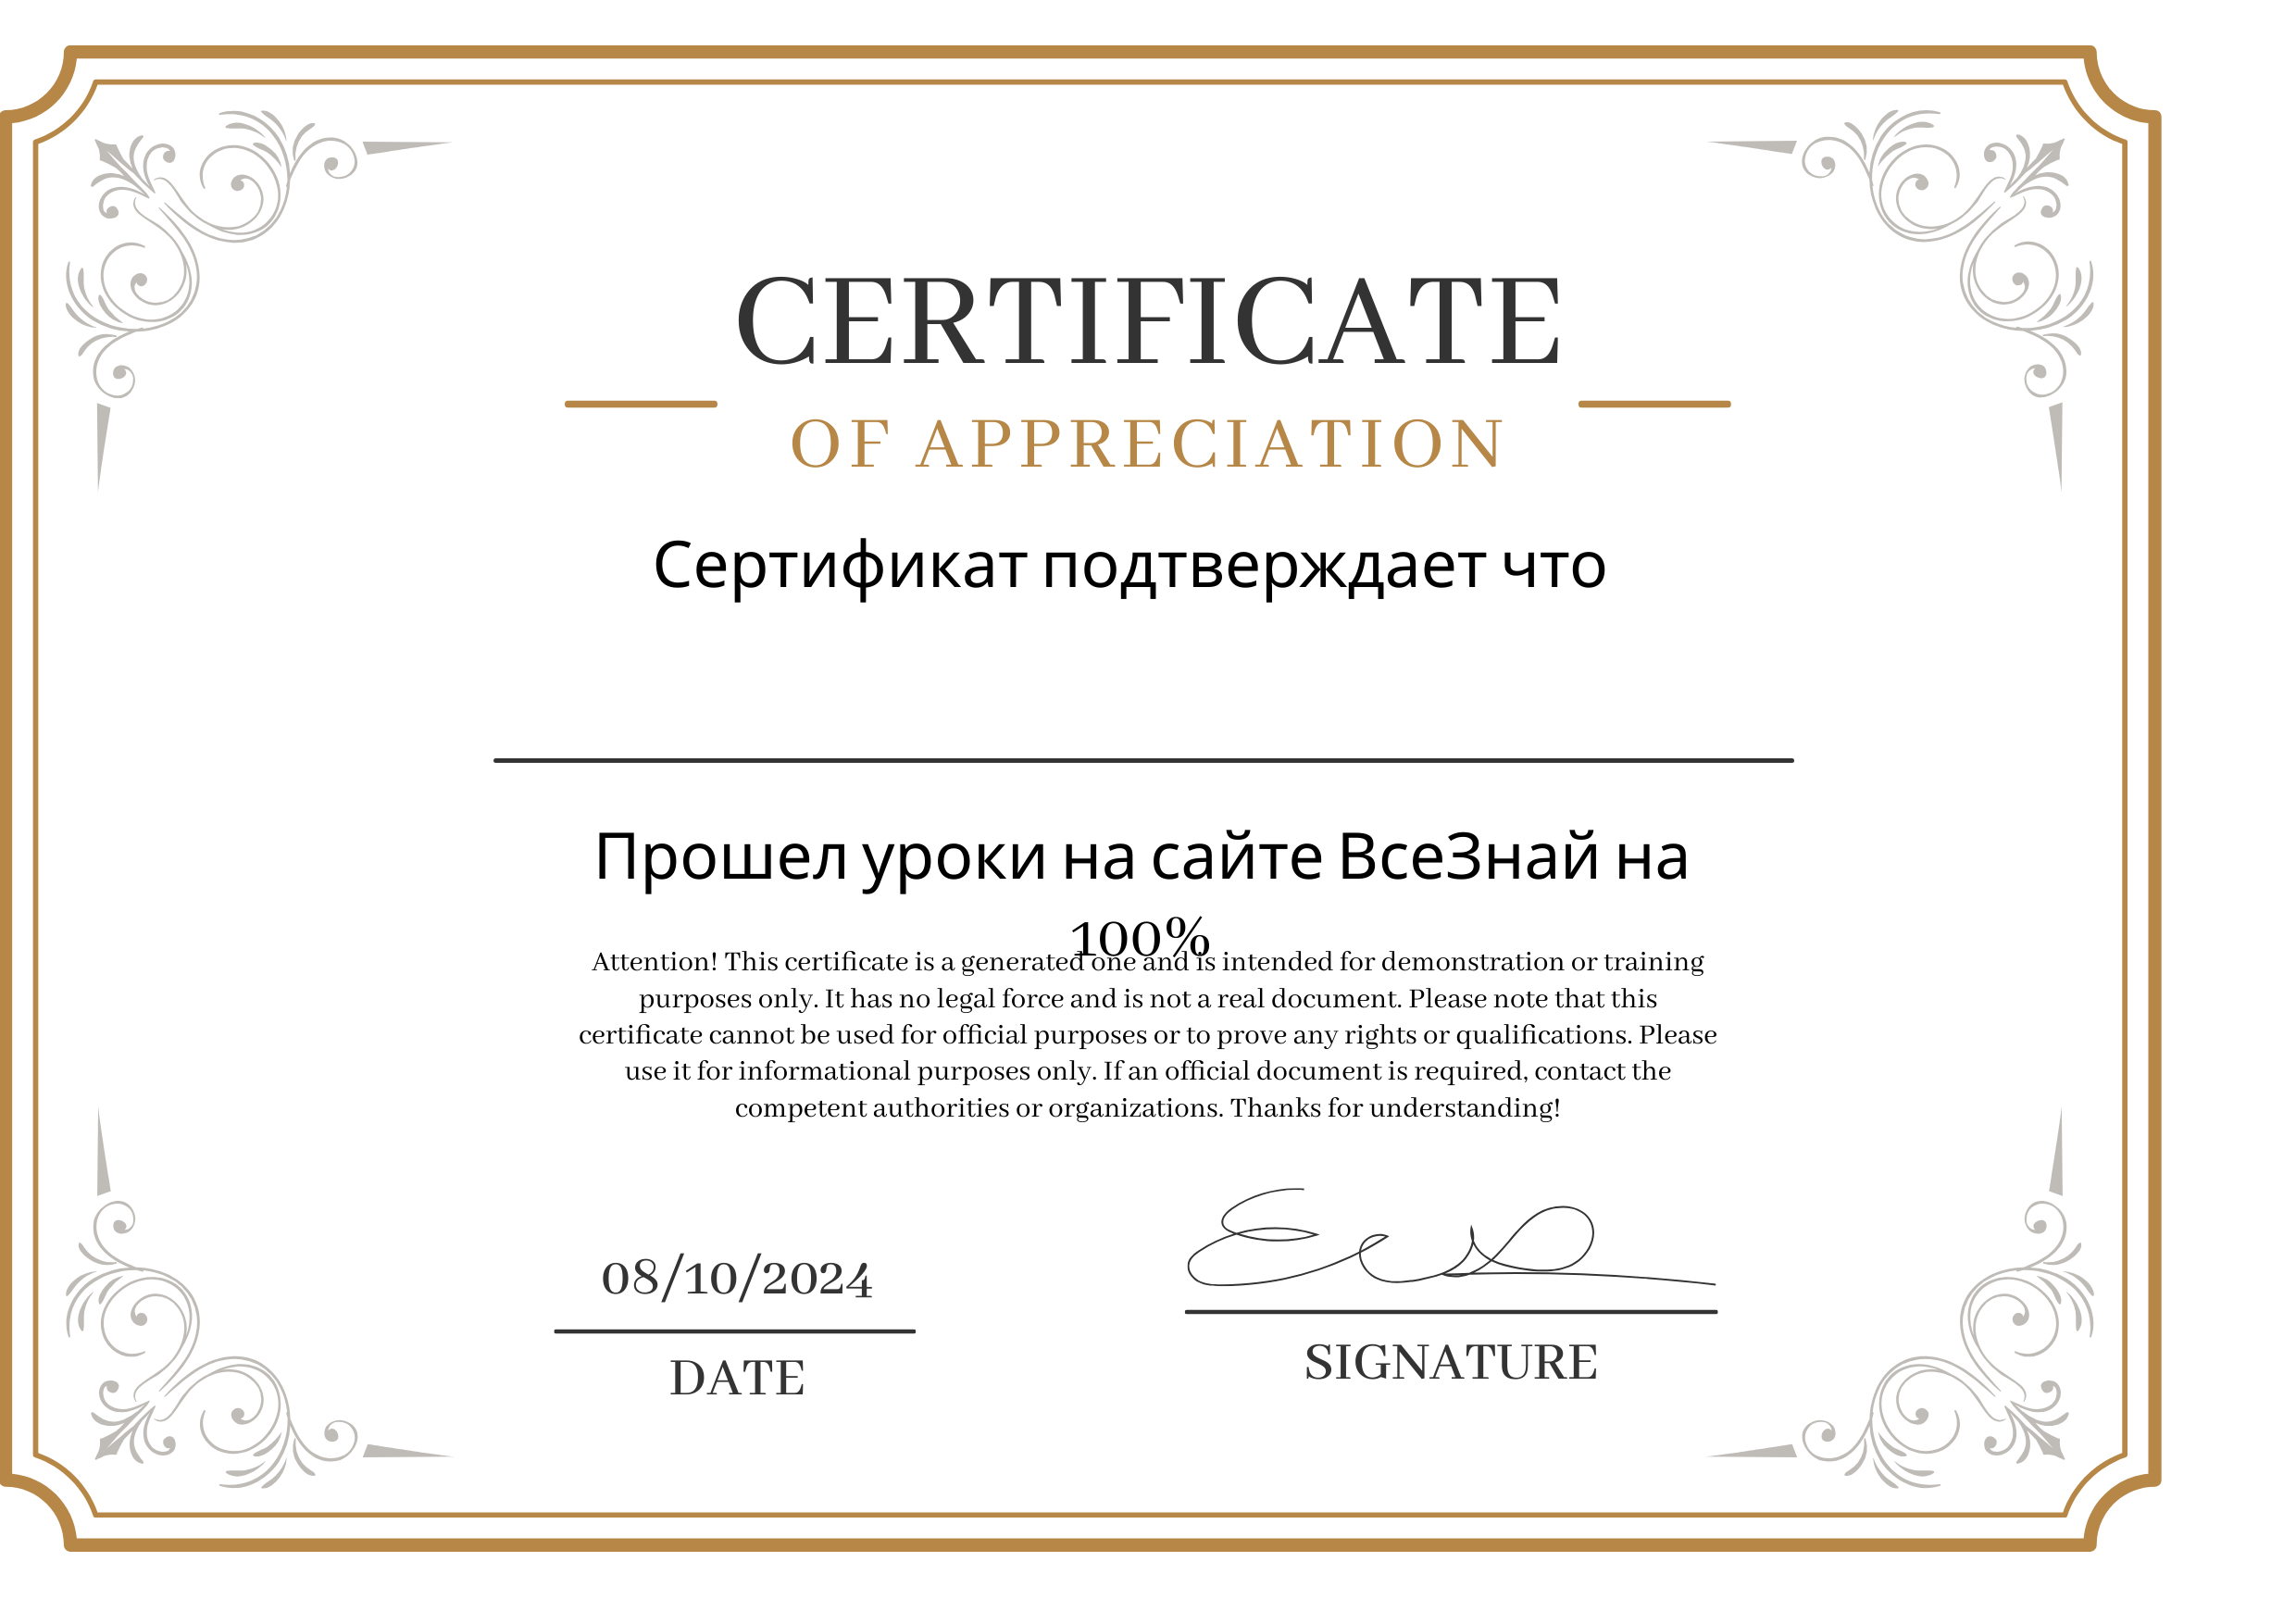 CERTIFICATE
OF APPRECIATION
Сертификат подтверждает что
Прошел уроки на сайте ВсеЗнай на
100%
Attention! This certificate is a generated one and is intended for demonstration or training
purposes only. It has no legal force and is not a real document. Please note that this
certificate cannot be used for official purposes or to prove any rights or qualifications. Please
use it for informational purposes only. If an official document is required, contact the
competent authorities or organizations. Thanks for understanding!
08/10/2024
DATE
SIGNATURE